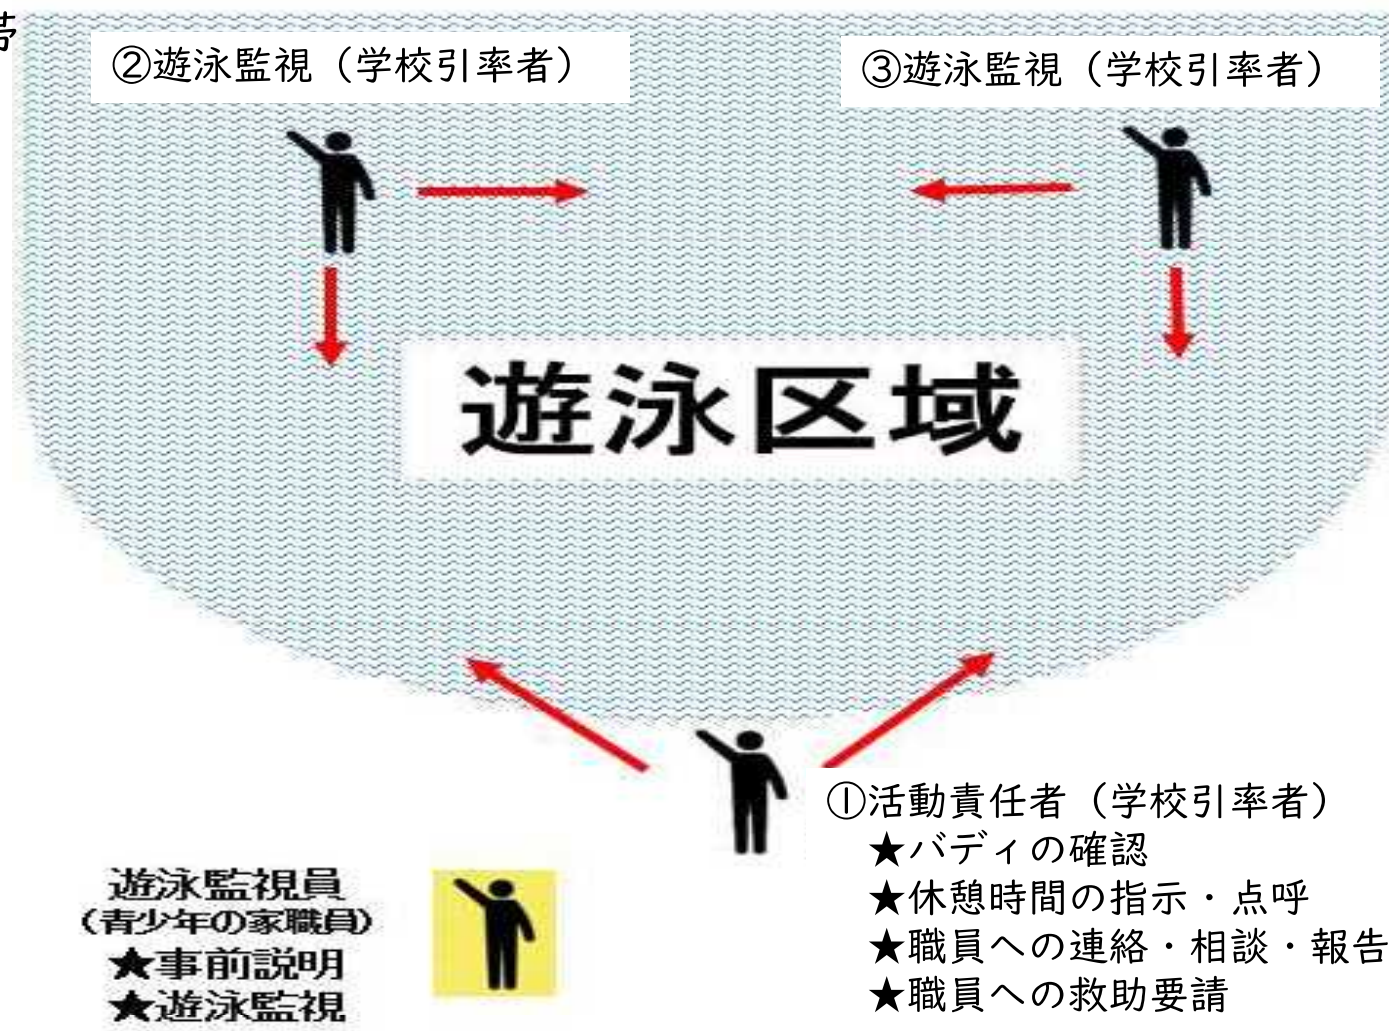 帯
②遊泳監視（学校引率者）
③遊泳監視（学校引率者）
遊泳区域
①活動責任者（学校引率者）
★バディの確認
★休憩時間の指示・点呼
★職員への連絡・相談・報告
★職員への救助要請
遊泳監視員
（青少年の家職員）
★事前説明
★遊泳監視